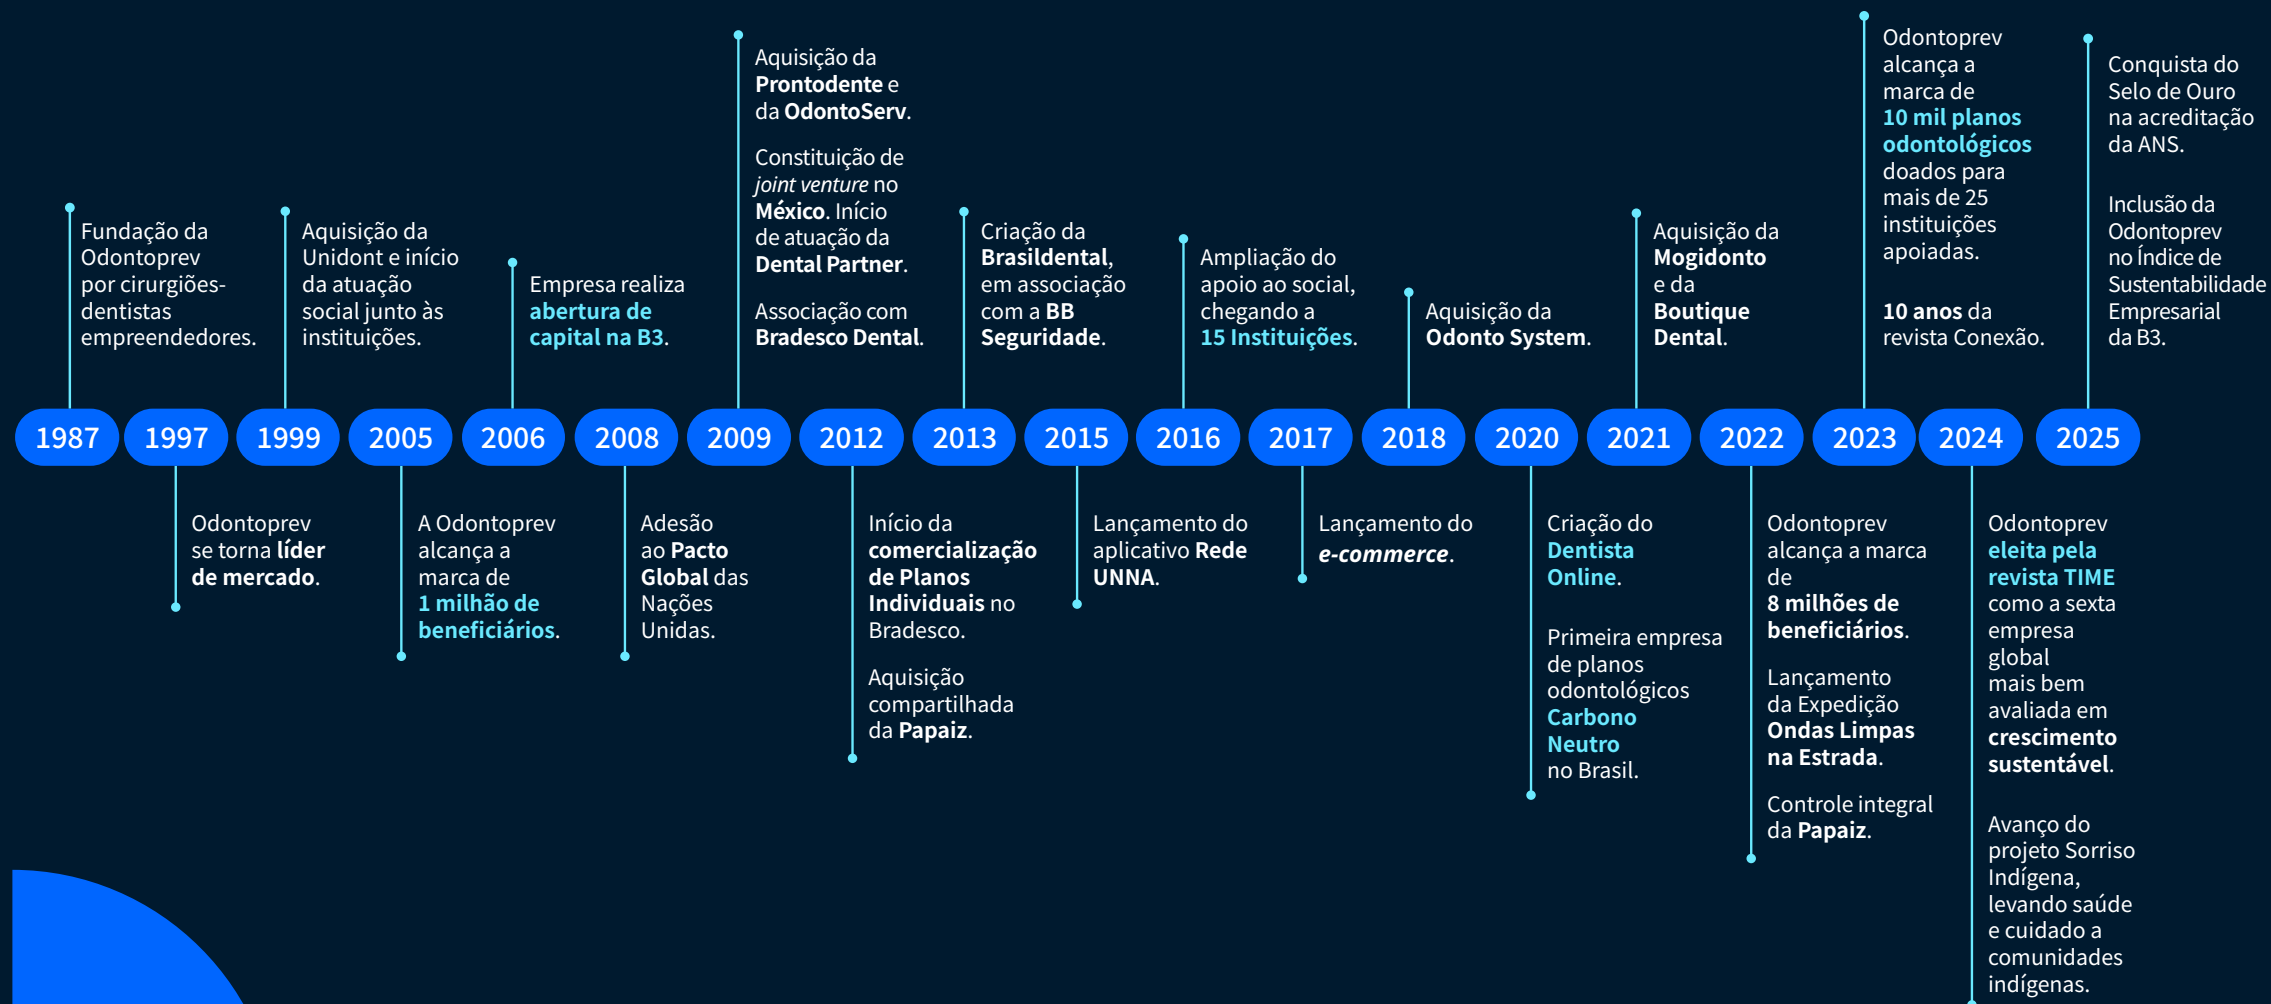 Fundação da
Odontoprev
por cirurgiões-
dentistas
empreendedores.
Aquisição da
Unidont e início
da atuação
social junto às
instituições.
Empresa realiza
abertura de
capital na B3.
Aquisição da
Prontodente e
da OdontoServ.
Constituição de
joint venture no
México. Início
de atuação da
Dental Partner.
Associação com
Bradesco Dental.
Criação da
Brasildental,
em associação
com a BB
Seguridade.
Ampliação do
apoio ao social,
chegando a
15 Instituições.
Aquisição da
Odonto System.
Aquisição da
Mogidonto
e da
Boutique
Dental.
Odontoprev
alcança a
marca de
10 mil planos
odontológicos
doados para
mais de 25
instituições
apoiadas.
10 anos da
revista Conexão.
Conquista do
Selo de Ouro
na acreditação
da ANS.
Inclusão da
Odontoprev
no Índice de
Sustentabilidade
Empresarial
da B3.
1987 1997 1999 2005 2006 2008 2009 2012 2013 2015 2016 2017 2018 2020 2021 2022 2023 2024 2025
Odontoprev
se torna líder
de mercado.
A Odontoprev
alcança a
marca de
1 milhão de
beneficiários.
Adesão
ao Pacto
Global das
Nações
Unidas.
Início da
comercialização
de Planos
Individuais no
Bradesco.
Aquisição
compartilhada
da Papaiz.
Lançamento do
aplicativo Rede
UNNA.
Lançamento do
e-commerce.
Criação do
Dentista
Online.
Primeira empresa
de planos
odontológicos
Carbono
Neutro
no Brasil.
Odontoprev
alcança a marca
de
8 milhões de
beneficiários.
Lançamento
da Expedição
Ondas Limpas
na Estrada.
Controle integral
da Papaiz.
Odontoprev
eleita pela
revista TIME
como a sexta
empresa
global
mais bem
avaliada em
crescimento
sustentável.
Avanço do
projeto Sorriso
Indígena,
levando saúde
e cuidado a
comunidades
indígenas.